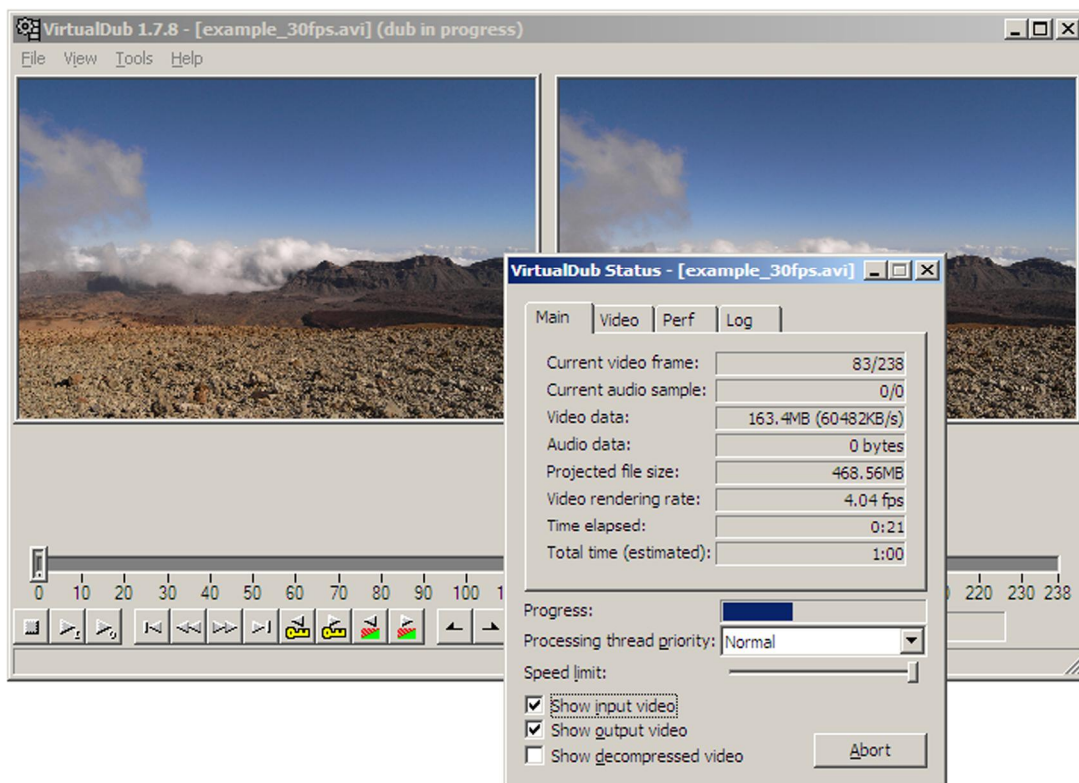 VirtualDub 1.7.8 - [example_30fps.avi] (dub in progress)
File View Tools Help
VirtualDub Status - [example_30fps.avi]
Main Video Perf Log
Current video frame: 83/238
Current audio sample: 0/0
Video data: 163.4MB (60482KB/s)
Audio data: 0 bytes
Projected file size: 468.56MB
Video rendering rate: 4.04 fps
Time elapsed: 0:21
Total time (estimated): 1:00
0 10 20 30 40 50 60 70 80 90 100 220 230 238
Progress:
Processing thread priority: Normal
Speed limit:
Show input video
Show output video
Show decompressed video
Abort